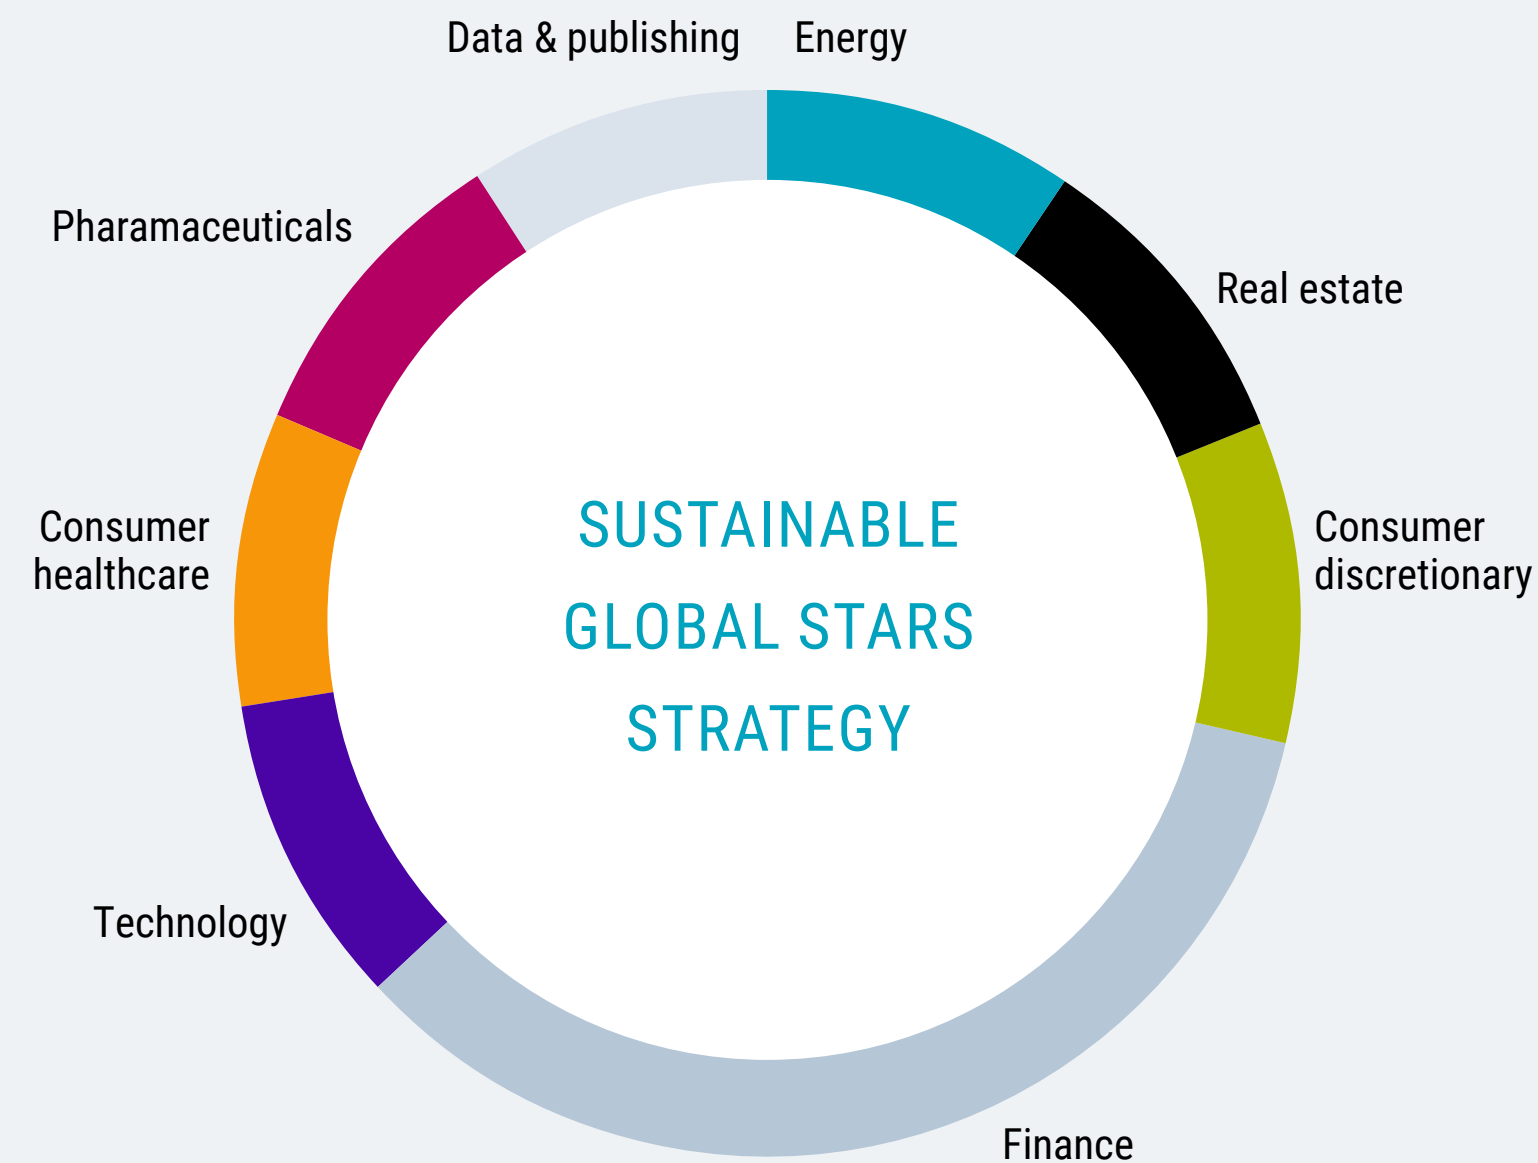 Data & publishing
Energy
Pharamaceuticals
Real estate
Consumer
healthcare
Consumer
discretionary
SUSTAINABLE
GLOBAL STARS
STRATEGY
Technology
Finance